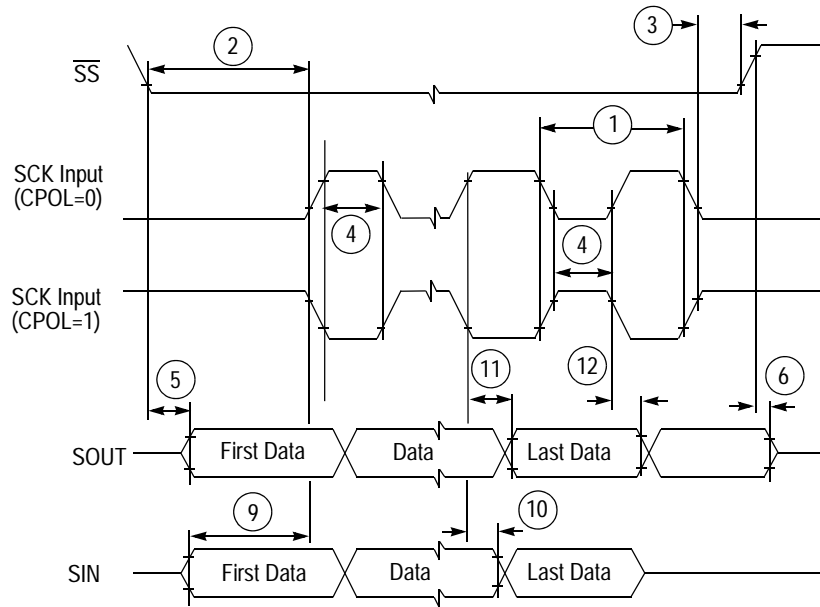 3
2
S̅S̅
1
SCK Input
(CPOL=0)
4
4
SCK Input
(CPOL=1)
5
11
12
6
SOUT
First Data
Data
Last Data
9
10
SIN
First Data
Data
Last Data